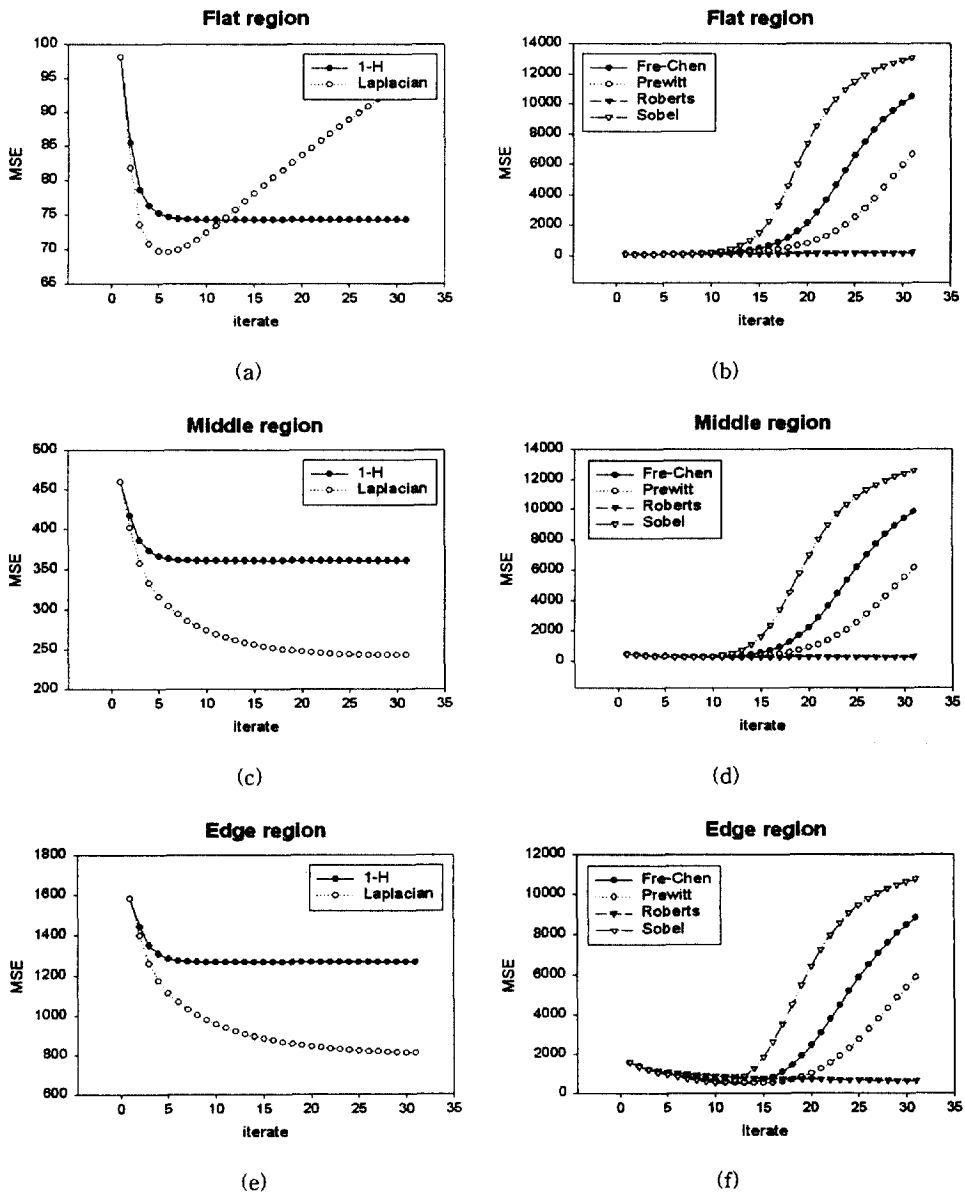 Flat region
100
95
90
85
80
75
70
65
MSE
1-H
Laplacian
0 5 10 15 20 25 30 35
iterate
(a)
Flat region
14000
12000
10000
8000
6000
4000
2000
0
MSE
Fre-Chen
Prewitt
Roberts
Sobel
0 5 10 15 20 25 30 35
iterate
(b)
Middle region
500
450
400
350
300
250
200
MSE
1-H
Laplacian
0 5 10 15 20 25 30 35
iterate
(c)
Middle region
14000
12000
10000
8000
6000
4000
2000
0
MSE
Fre-Chen
Prewitt
Roberts
Sobel
0 5 10 15 20 25 30 35
iterate
(d)
Edge region
1800
1600
1400
1200
1000
800
600
MSE
1-H
Laplacian
0 5 10 15 20 25 30 35
iterate
(e)
Edge region
12000
10000
8000
6000
4000
2000
0
MSE
Fre-Chen
Prewitt
Roberts
Sobel
0 5 10 15 20 25 30 35
iterate
(f)